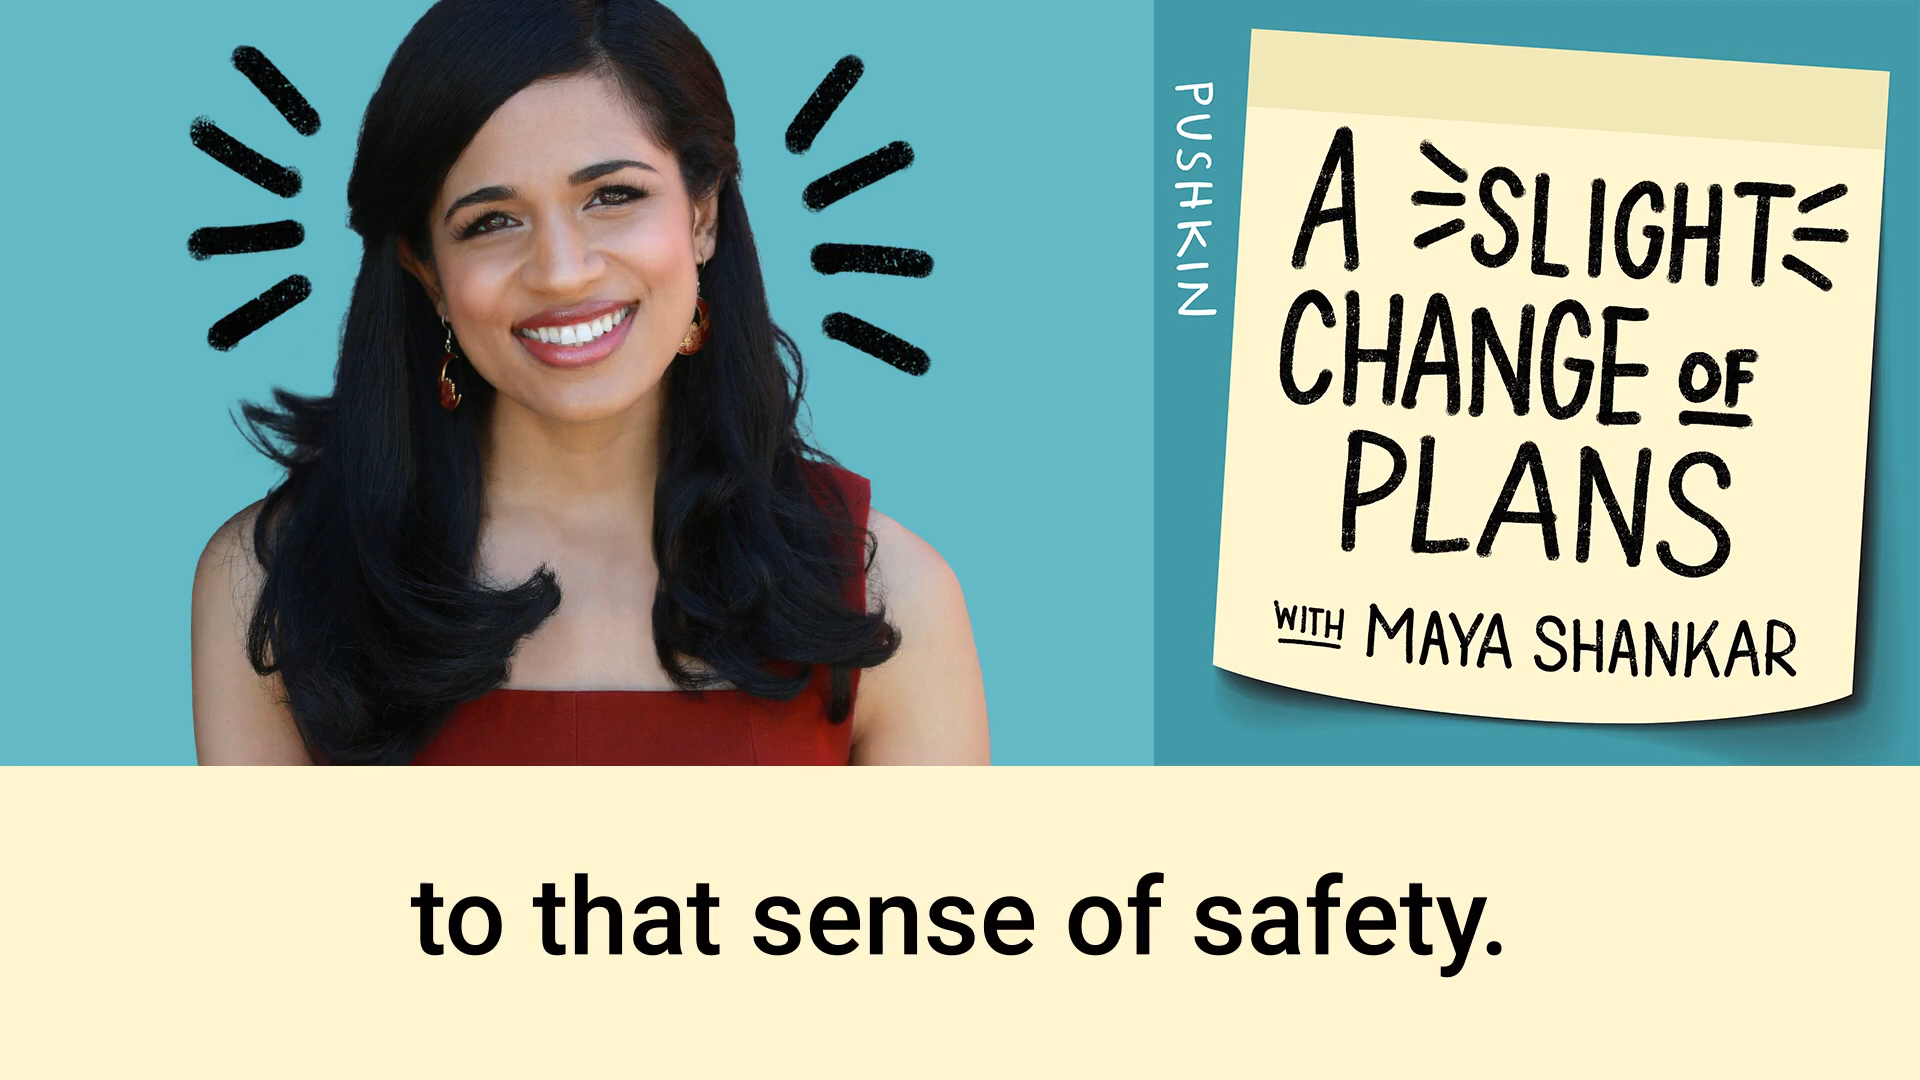 PUSHKIN
A SLIGHT
CHANGE OF
PLANS
WITH MAYA SHANKAR
to that sense of safety.